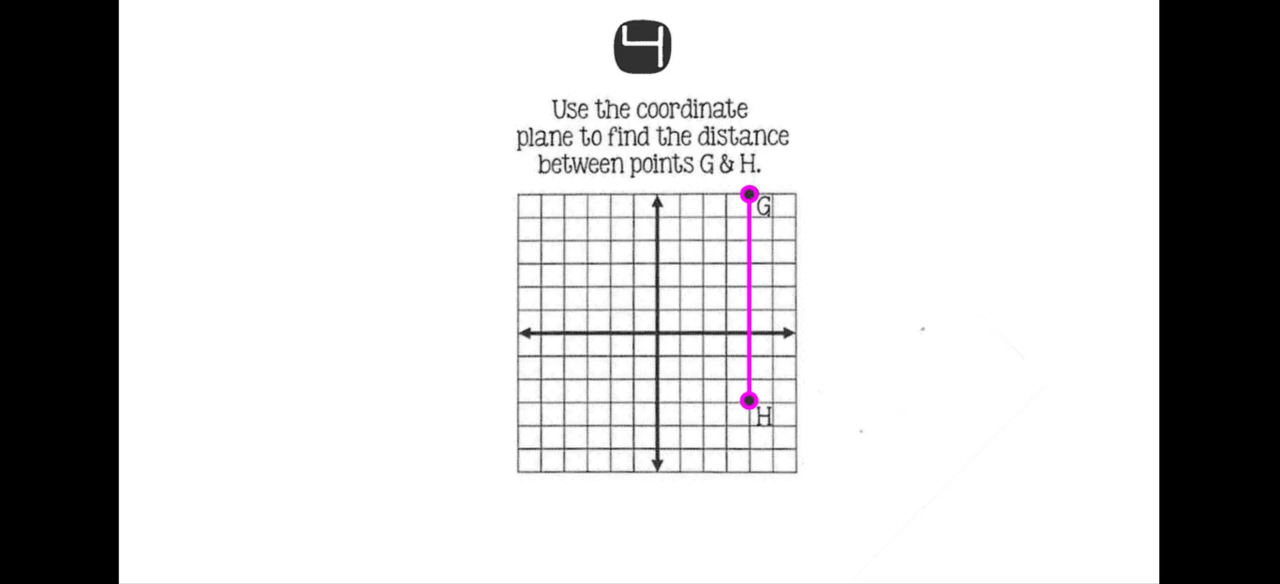 4
Use the coordinate
plane to find the distance
between points G & H.
G
H